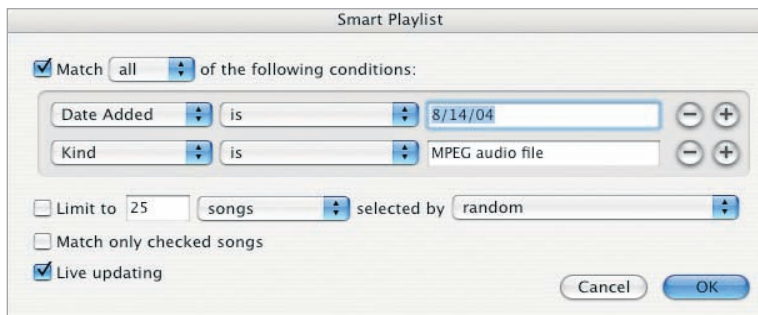 Smart Playlist
Match all of the following conditions:
Date Added is 8/14/04
Kind is MPEG audio file
Limit to 25 songs selected by random
Match only checked songs
Live updating
Cancel OK